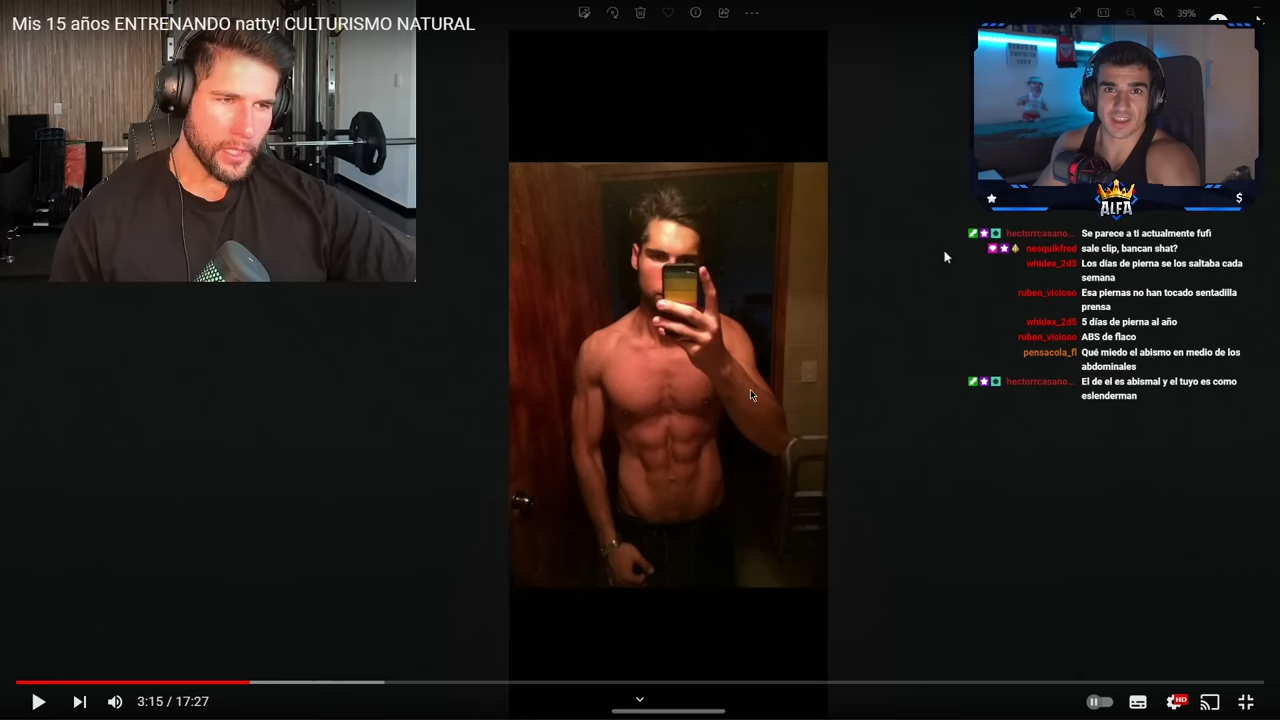 Mis 15 años ENTRENANDO natty! CULTURISMO NATURAL
39%
ALFA
$
hectorrcasano... Se parece a ti actualmente fufi
nesquikfred sale clip, bancan shat?
whidex_2d5 Los días de pierna se los saltaba cada
semana
ruben_vicioso Esa piernas no han tocado sentadilla
prensa
whidex_2d5 5 días de pierna al año
ruben_vicioso ABS de flaco
pensacola_fl Qué miedo el abismo en medio de los
abdominales
hectorrcasano... El de el es abismal y el tuyo es como
eslenderman
3:15 / 17:27
HD